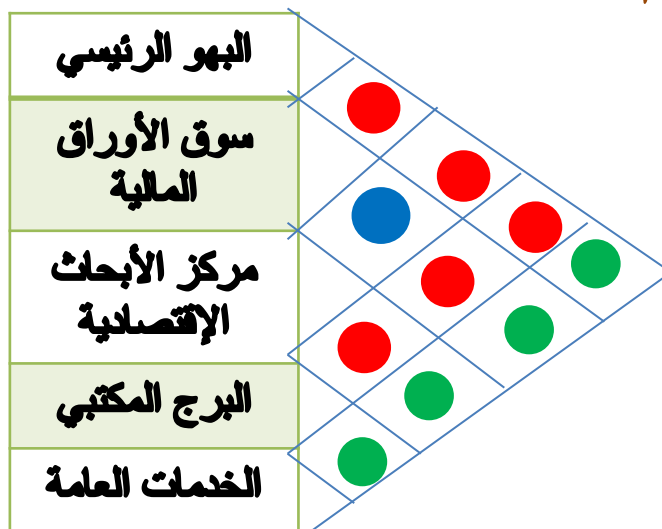 البهو الرئيسي
سوق الأوراق
المالية
مركز الأبحاث
الإقتصادية
البرج المكتبي
الخدمات العامة